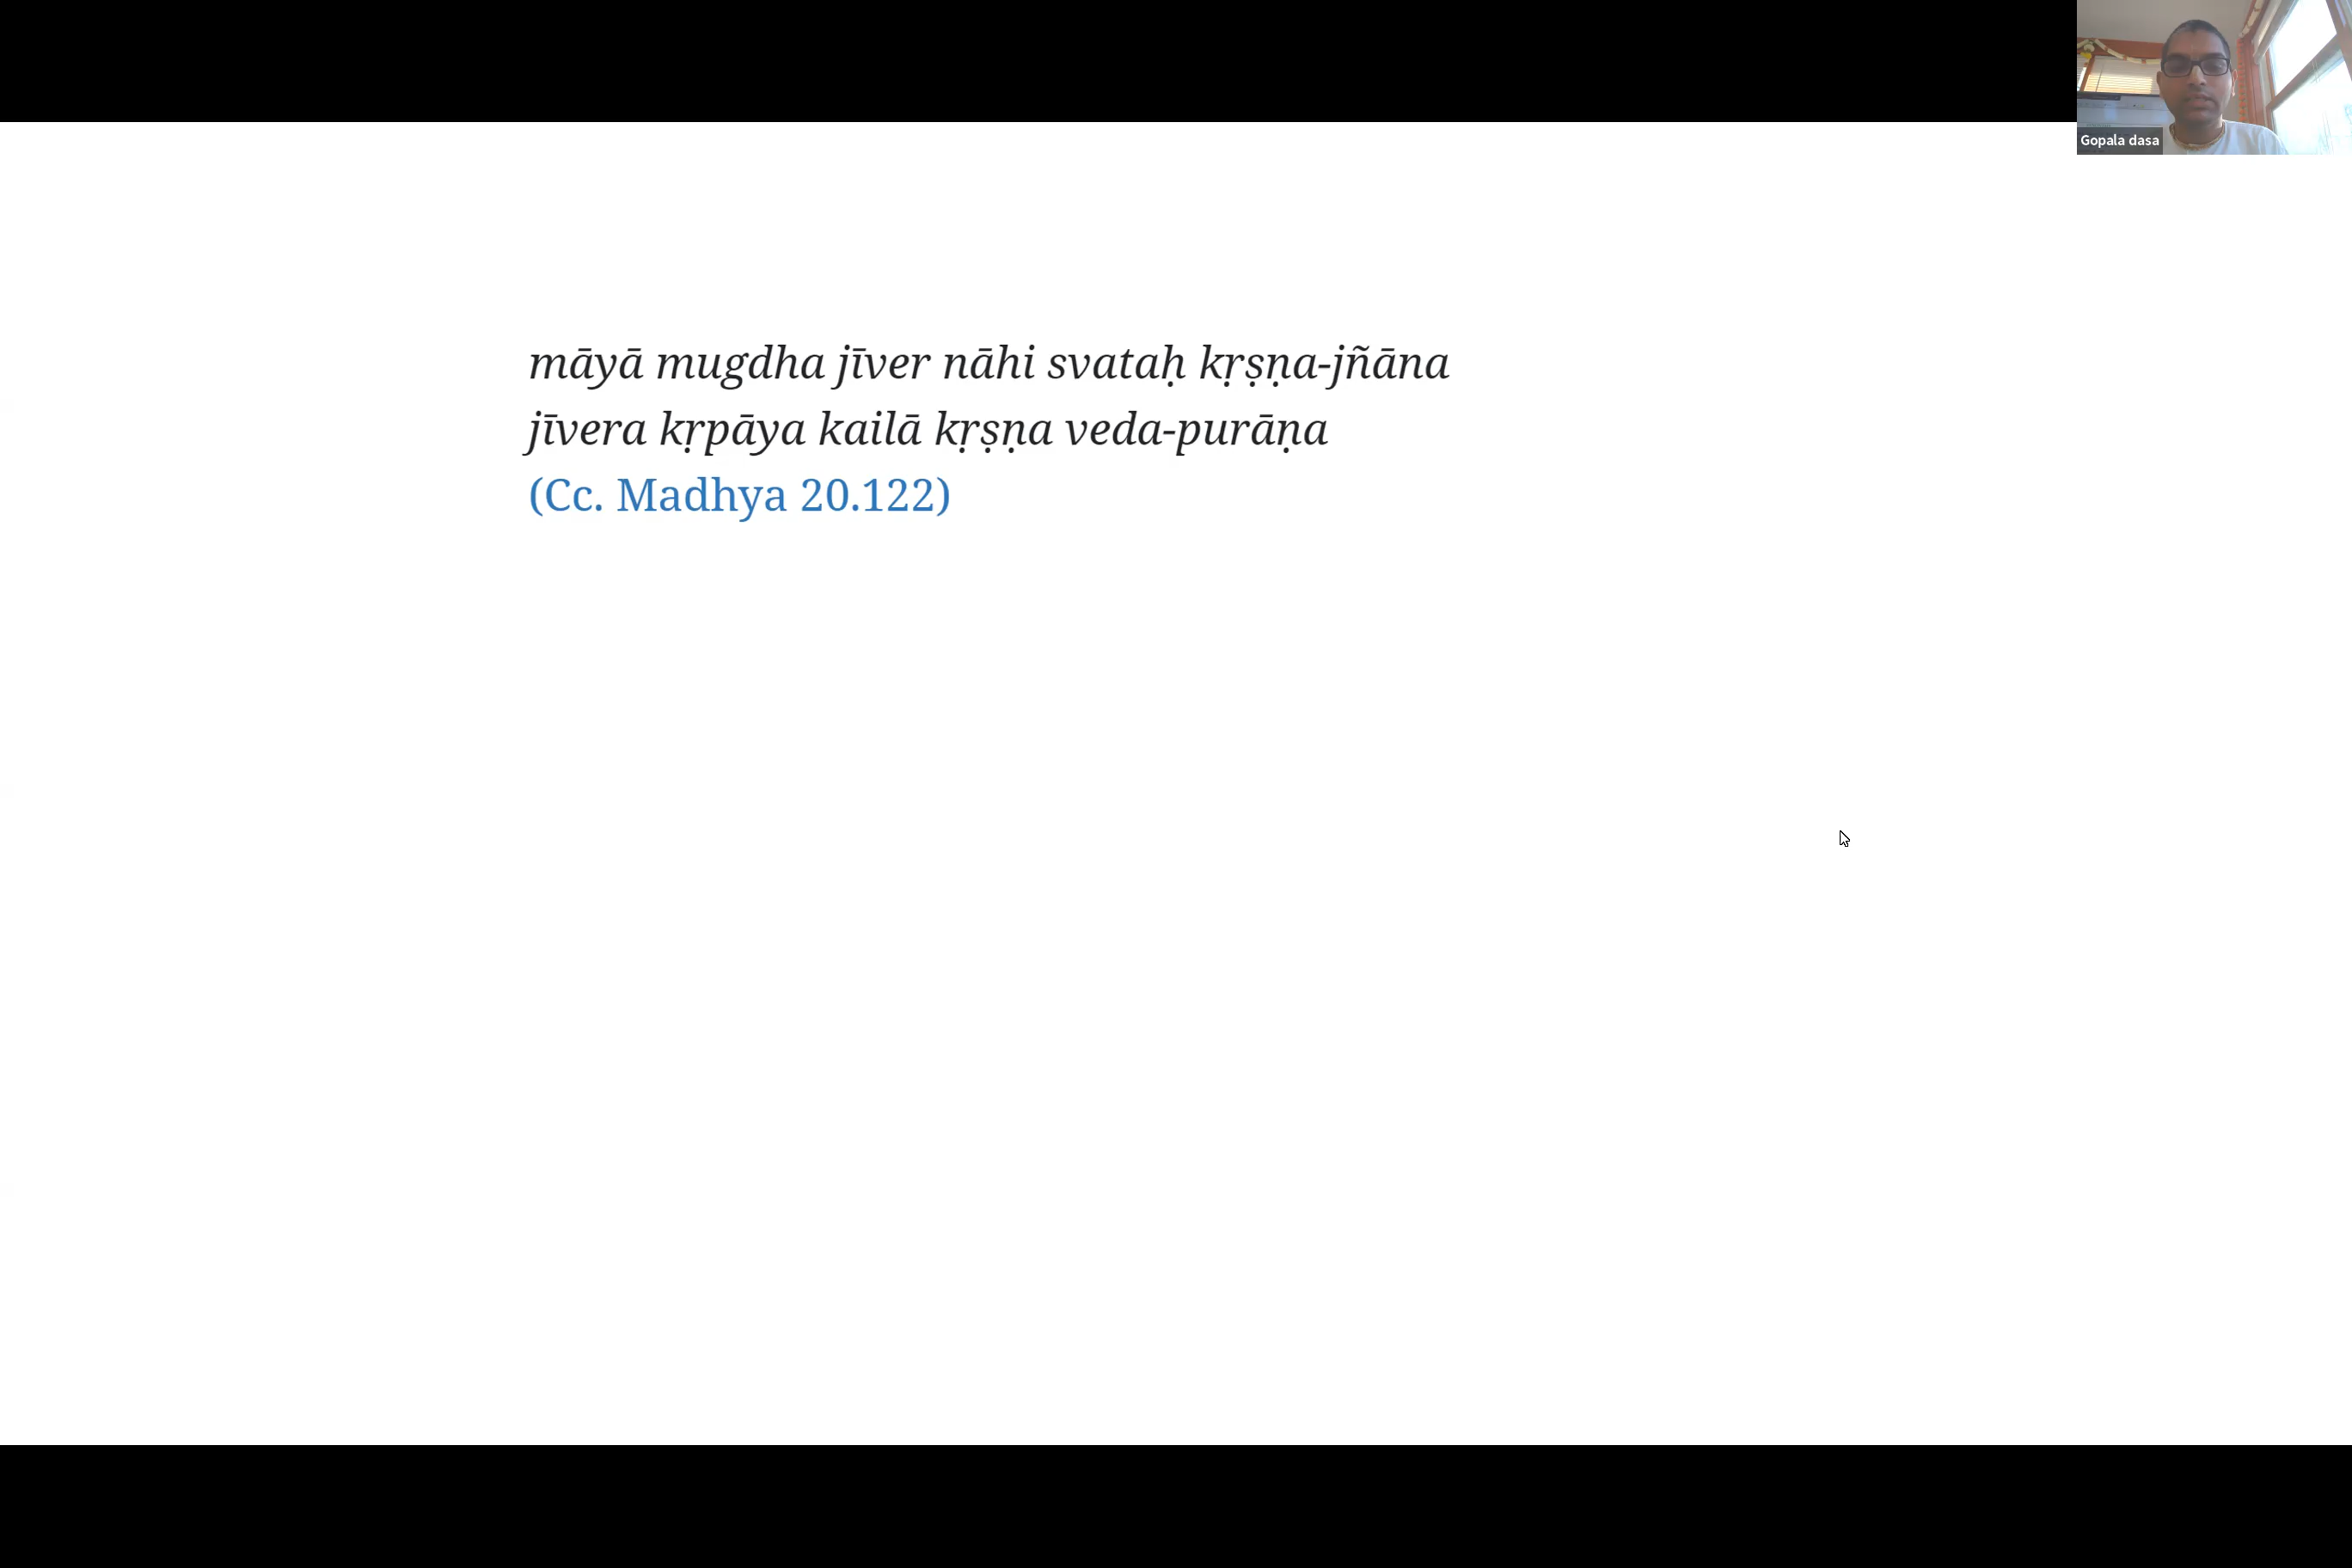 Gopala dasa
māyā mugdha jīver nāhi svataḥ kṛṣṇa-jñāna
jīvera kṛpāya kailā kṛṣṇa veda-purāṇa
(Cc. Madhya 20.122)